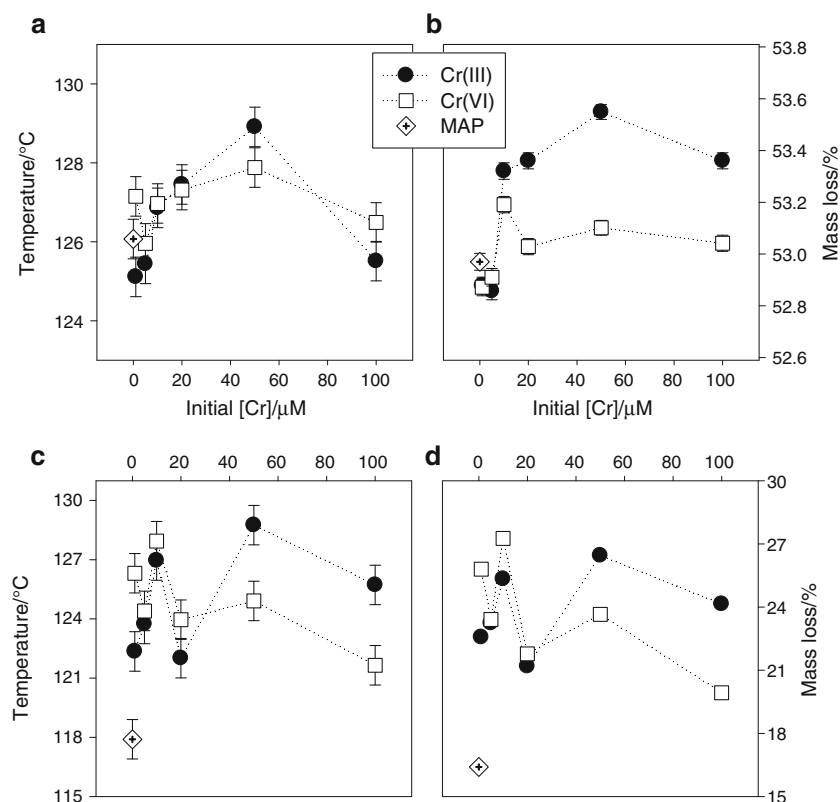 a
b
130
128
126
124
Temperature/°C
Cr(III)
Cr(VI)
MAP
53.8
53.6
53.4
53.2
53.0
52.8
52.6
Mass loss/%
0 20 40 60 80 100
0 20 40 60 80 100
Initial [Cr]/μM
Initial [Cr]/μM
c
d
0 20 40 60 80 100
0 20 40 60 80 100
130
127
124
121
118
115
Temperature/°C
30
27
24
21
18
15
Mass loss/%